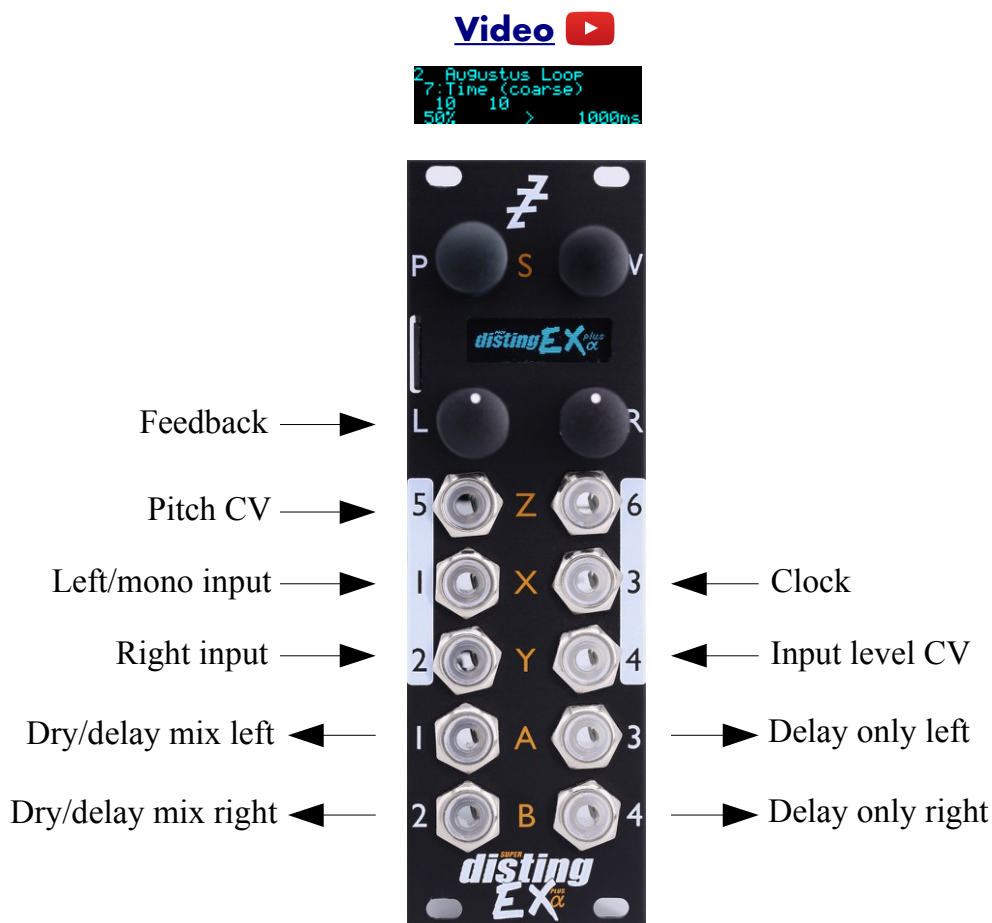 Video
2 Augustus Loop
7:Time (coarse)
10 10
50% > 1000ms
P S W
disting EX plus α
L R
Feedback
5 Z 6
Pitch CV
Left/mono input
1 X 3
Clock
Right input
2 Y 4
Input level CV
Dry/delay mix left
1 A 3
Delay only left
Dry/delay mix right
2 B 4
Delay only right
SUPER
disting
EX PLUS α